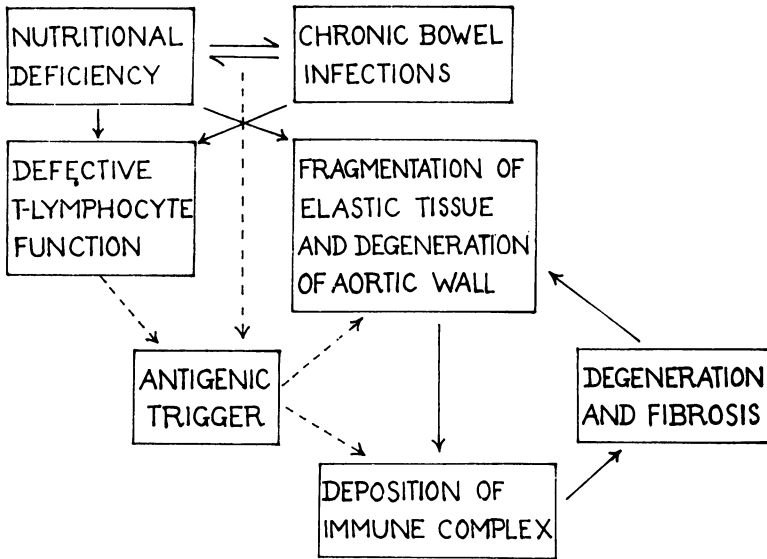 NUTRITIONAL
DEFICIENCY
CHRONIC BOWEL
INFECTIONS
DEFECTIVE
T-LYMPHOCYTE
FUNCTION
FRAGMENTATION OF
ELASTIC TISSUE
AND DEGENERATION
OF AORTIC WALL
ANTIGENIC
TRIGGER
DEGENERATION
AND FIBROSIS
DEPOSITION OF
IMMUNE COMPLEX